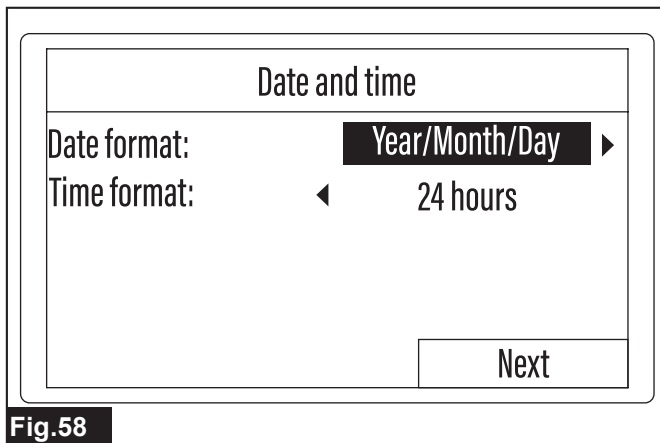 Date and time
Date format: Year/Month/Day ▶
Time format: ◀ 24 hours
Next
Fig.58